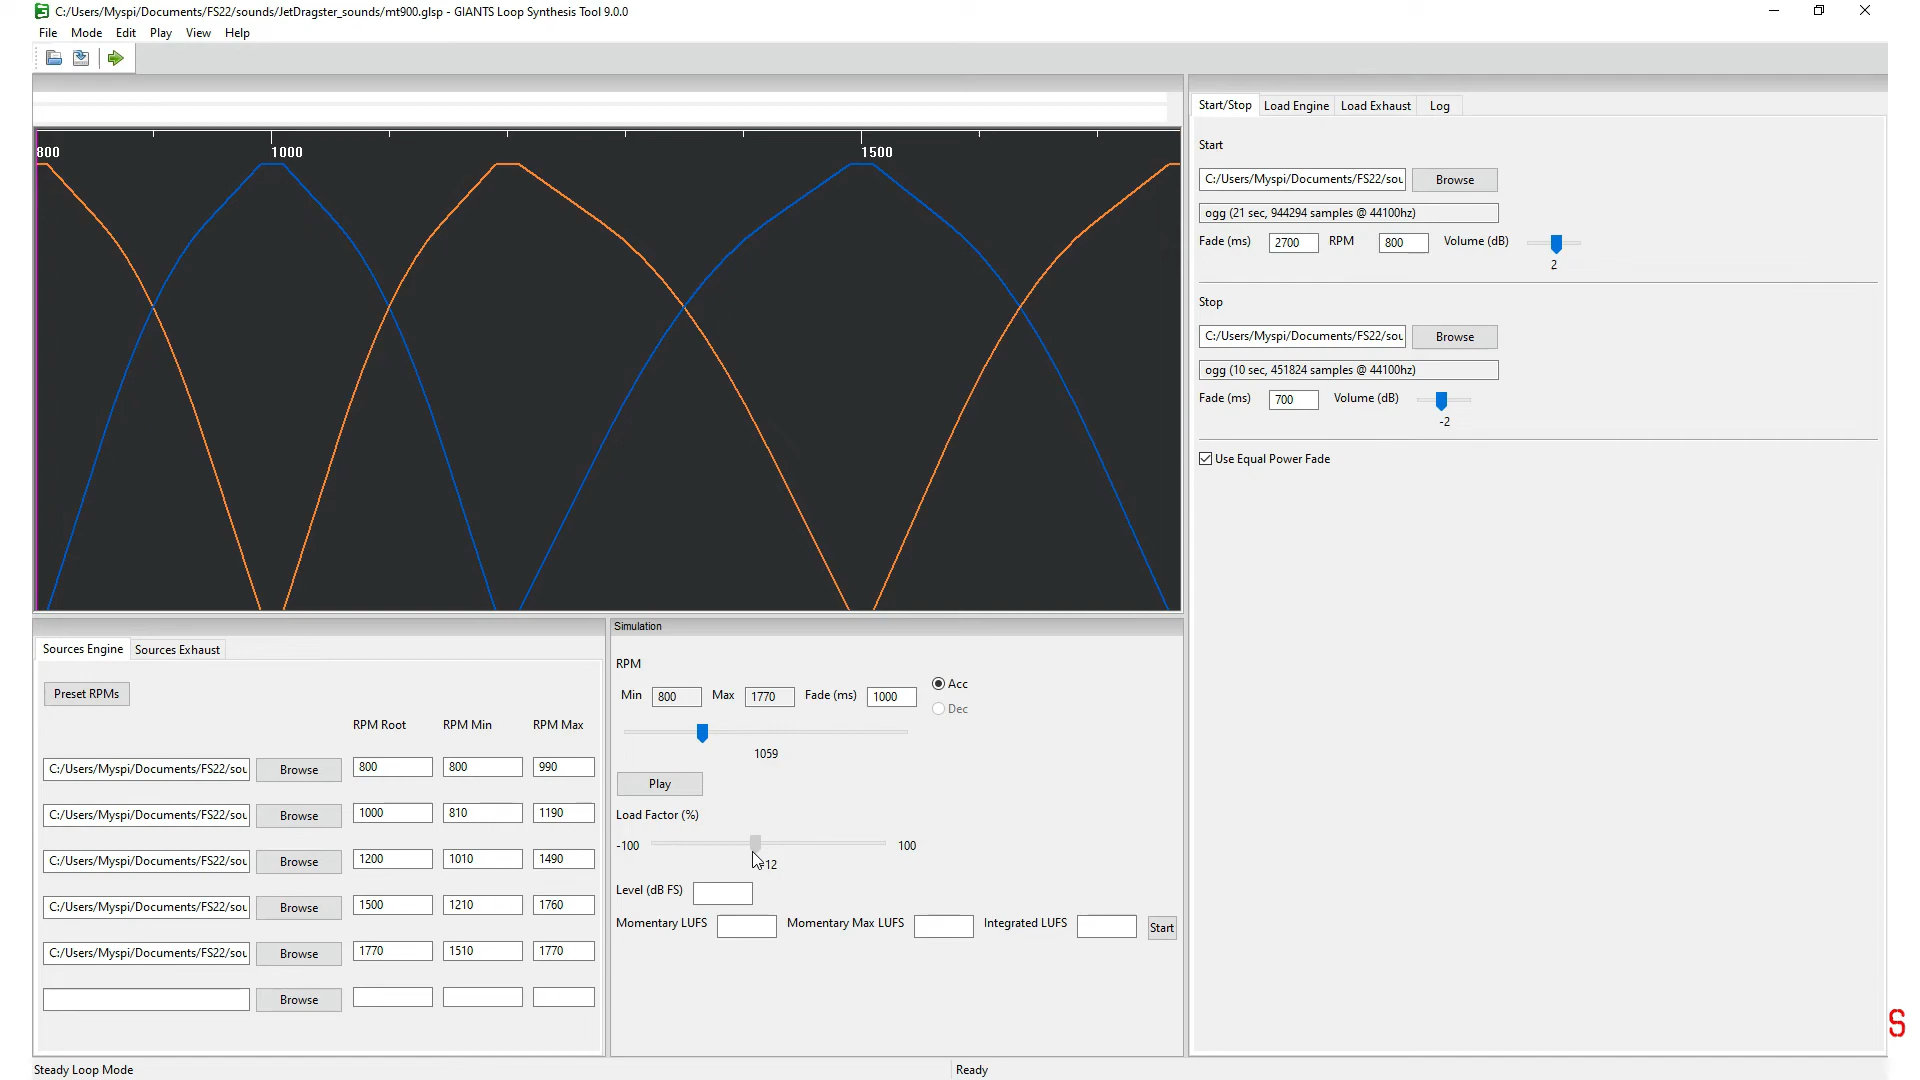 C:/Users/Myspi/Documents/FS22/sounds/JetDragster_sounds/mt900.glsp - GIANTS Loop Synthesis Tool 9.0.0
File Mode Edit Play View Help
800 1000 1500
Start/Stop Load Engine Load Exhaust Log
Start
C:/Users/Myspi/Documents/FS22/sou Browse
ogg (21 sec, 944294 samples @ 44100hz)
Fade (ms) 2700 RPM 800 Volume (dB)
2
Stop
C:/Users/Myspi/Documents/FS22/sou Browse
ogg (10 sec, 451824 samples @ 44100hz)
Fade (ms) 700 Volume (dB)
-2
Use Equal Power Fade
Sources Engine Sources Exhaust
Preset RPMs
RPM Root RPM Min RPM Max
C:/Users/Myspi/Documents/FS22/sou Browse 800 800 990
C:/Users/Myspi/Documents/FS22/sou Browse 1000 810 1190
C:/Users/Myspi/Documents/FS22/sou Browse 1200 1010 1490
C:/Users/Myspi/Documents/FS22/sou Browse 1500 1210 1760
C:/Users/Myspi/Documents/FS22/sou Browse 1770 1510 1770
Browse
Simulation
RPM
Min 800 Max 1770 Fade (ms) 1000
Acc
Dec
1059
Play
Load Factor (%)
-100 100
-12
Level (dB FS)
Momentary LUFS Momentary Max LUFS Integrated LUFS Start
S
Steady Loop Mode Ready